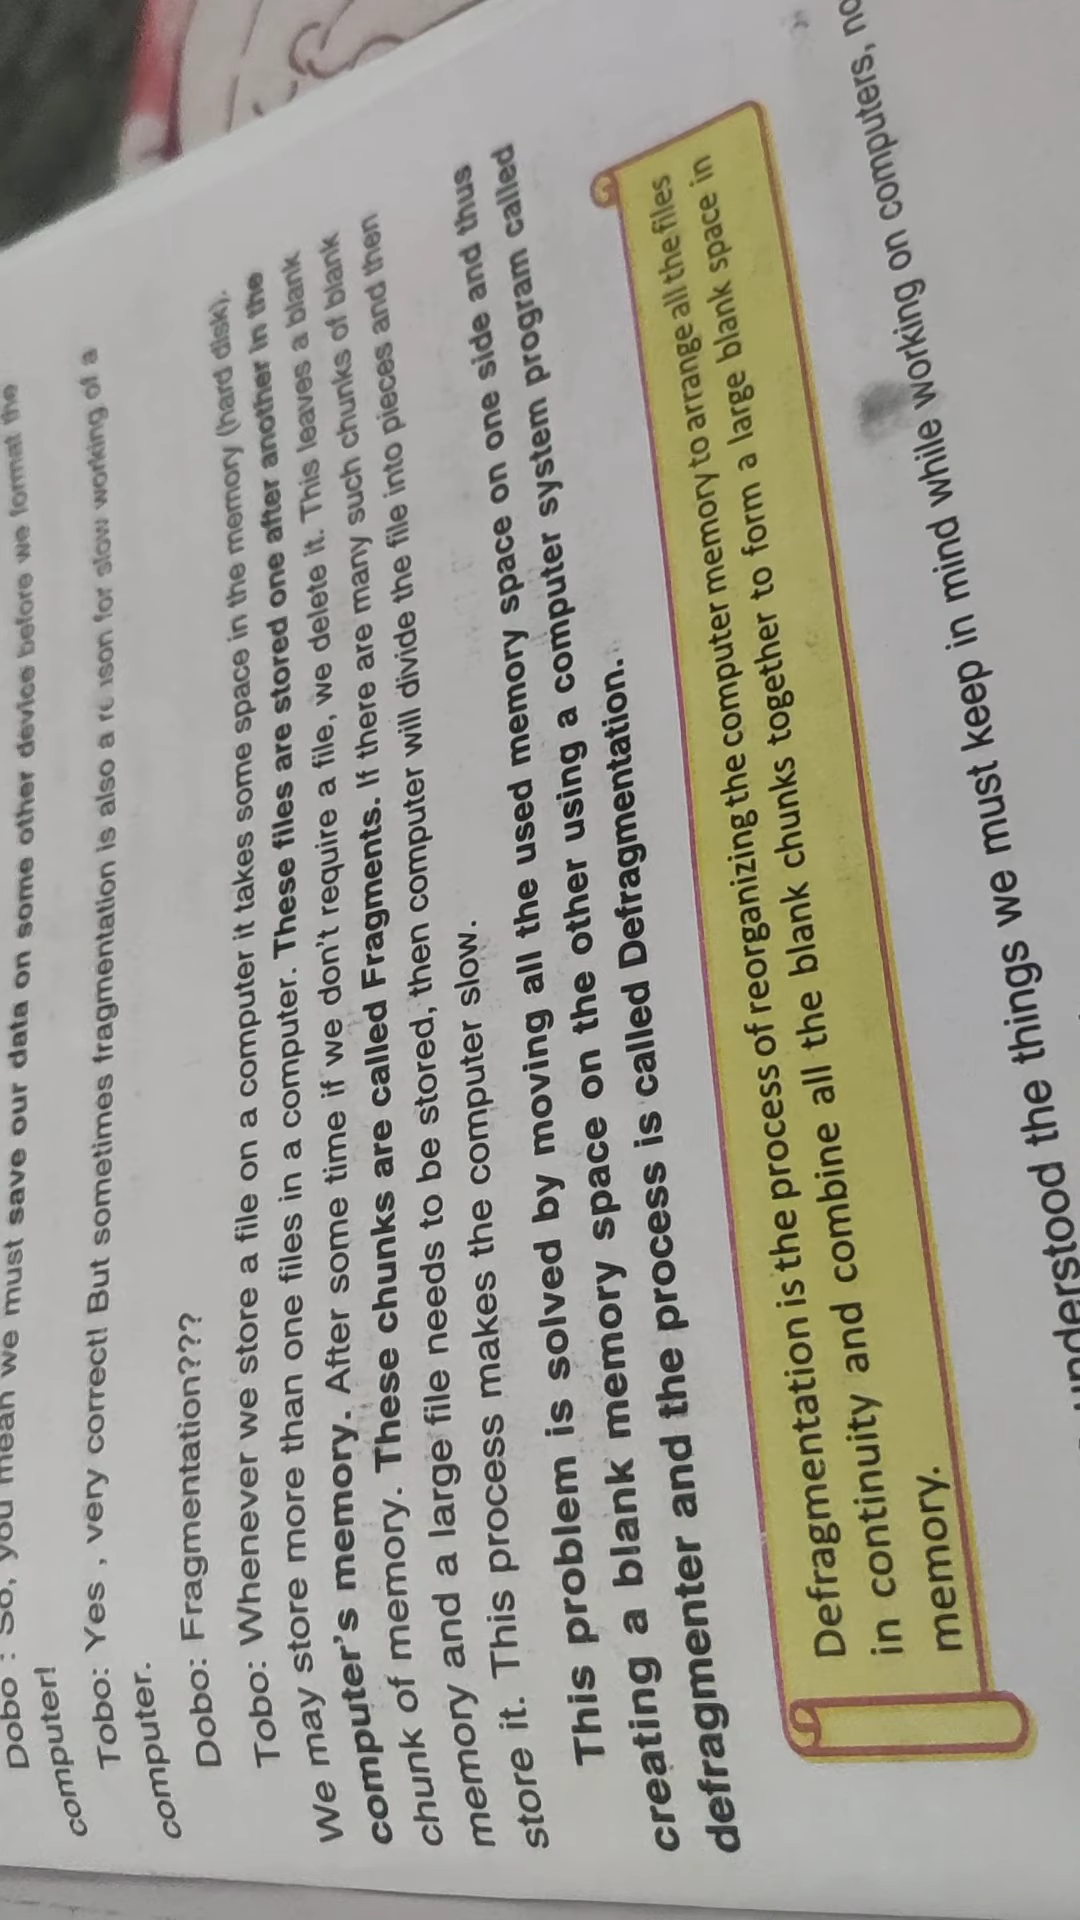 Dobo : So, you mean we must save our data on some other device before we format the
computer!
Tobo: Yes , very correct! But sometimes fragmentation is also a reason for slow working of a
computer.
Dobo: Fragmentation???
Tobo: Whenever we store a file on a computer it takes some space in the memory (hard disk).
We may store more than one files in a computer. These files are stored one after another in the
computer's memory. After some time if we don't require a file, we delete it. This leaves a blank
chunk of memory. These chunks are called Fragments. If there are many such chunks of blank
memory and a large file needs to be stored, then computer will divide the file into pieces and then
store it. This process makes the computer slow.
This problem is solved by moving all the used memory space on one side and thus
creating a blank memory space on the other using a computer system program called
defragmenter and the process is called Defragmentation.
Defragmentation is the process of reorganizing the computer memory to arrange all the files
in continuity and combine all the blank chunks together to form a large blank space in
memory.
understood the things we must keep in mind while working on computers,